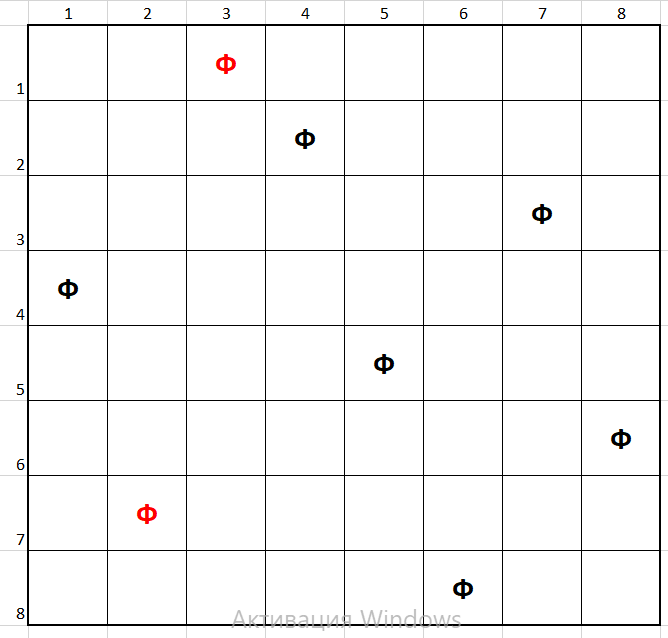 1 2 3 4 5 6 7 8
1 Ф
2 Ф
3 Ф
4 Ф
5 Ф
6 Ф
7 Ф
8 Ф
Активация Windows